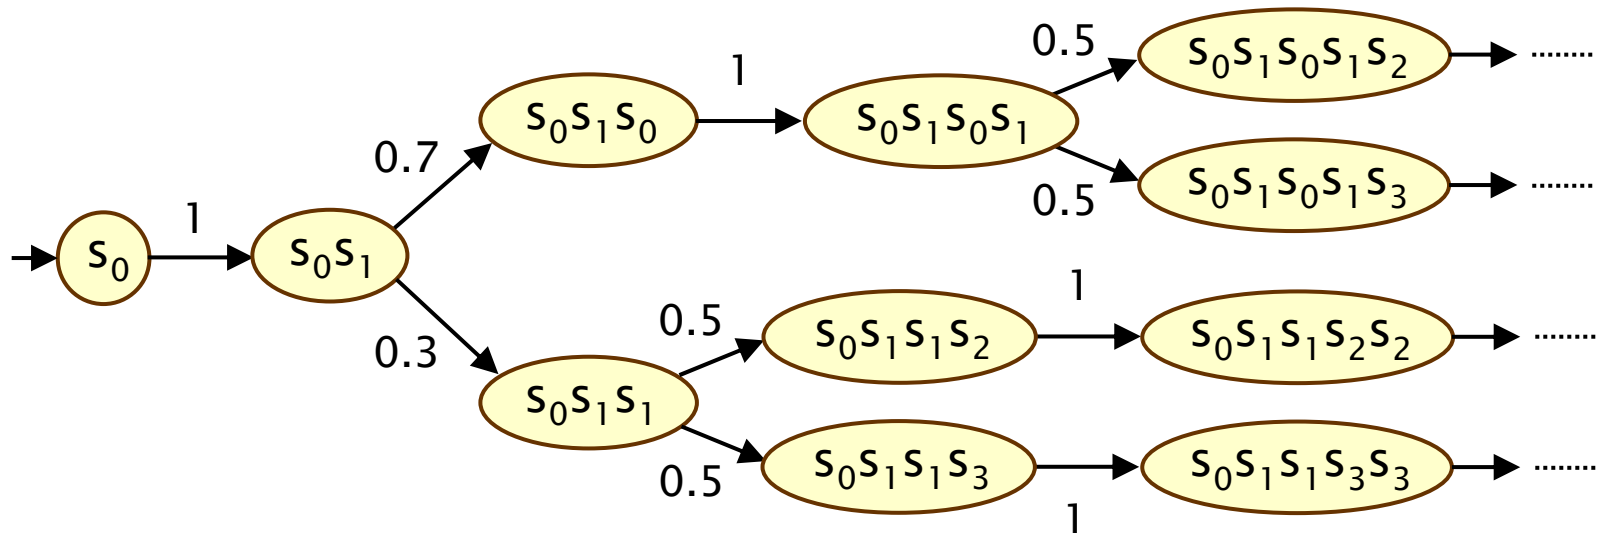 0.5
s₀s₁s₀s₁s₂
........
1
s₀s₁s₀
s₀s₁s₀s₁
0.7
s₀s₁s₀s₁s₃
........
0.5
1
s₀
s₀s₁
1
0.5
s₀s₁s₁s₂
s₀s₁s₁s₂s₂
........
0.3
s₀s₁s₁
s₀s₁s₁s₃
s₀s₁s₁s₃s₃
........
0.5
1